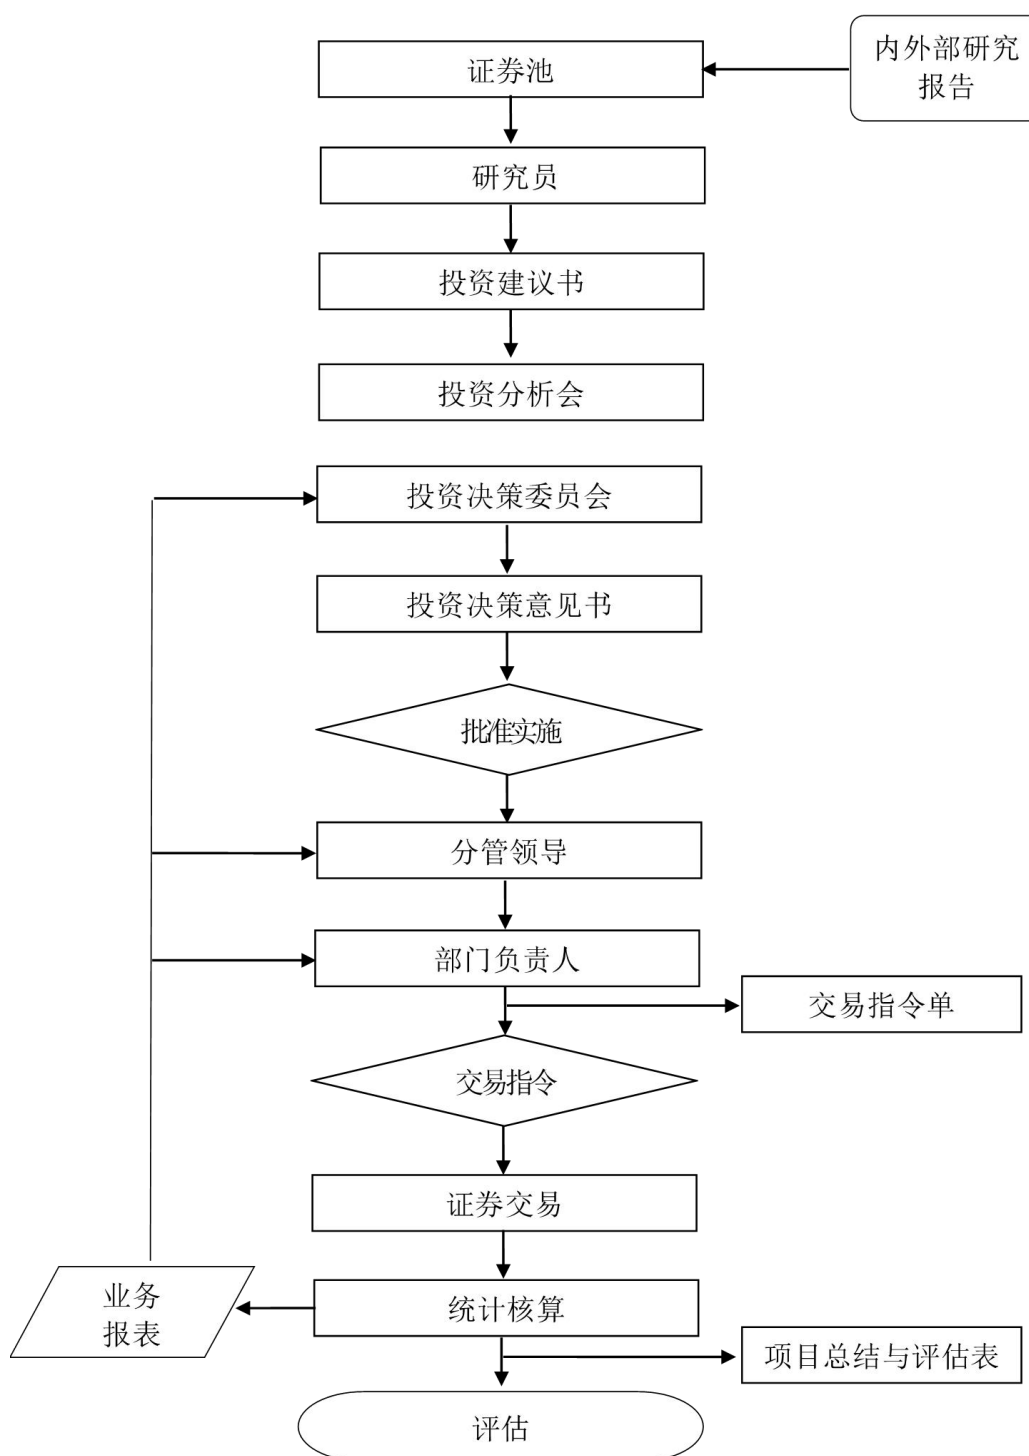 内外部研究
报告
证券池
研究员
投资建议书
投资分析会
投资决策委员会
投资决策意见书
批准实施
分管领导
部门负责人
交易指令单
交易指令
证券交易
业务
报表
统计核算
项目总结与评估表
评估